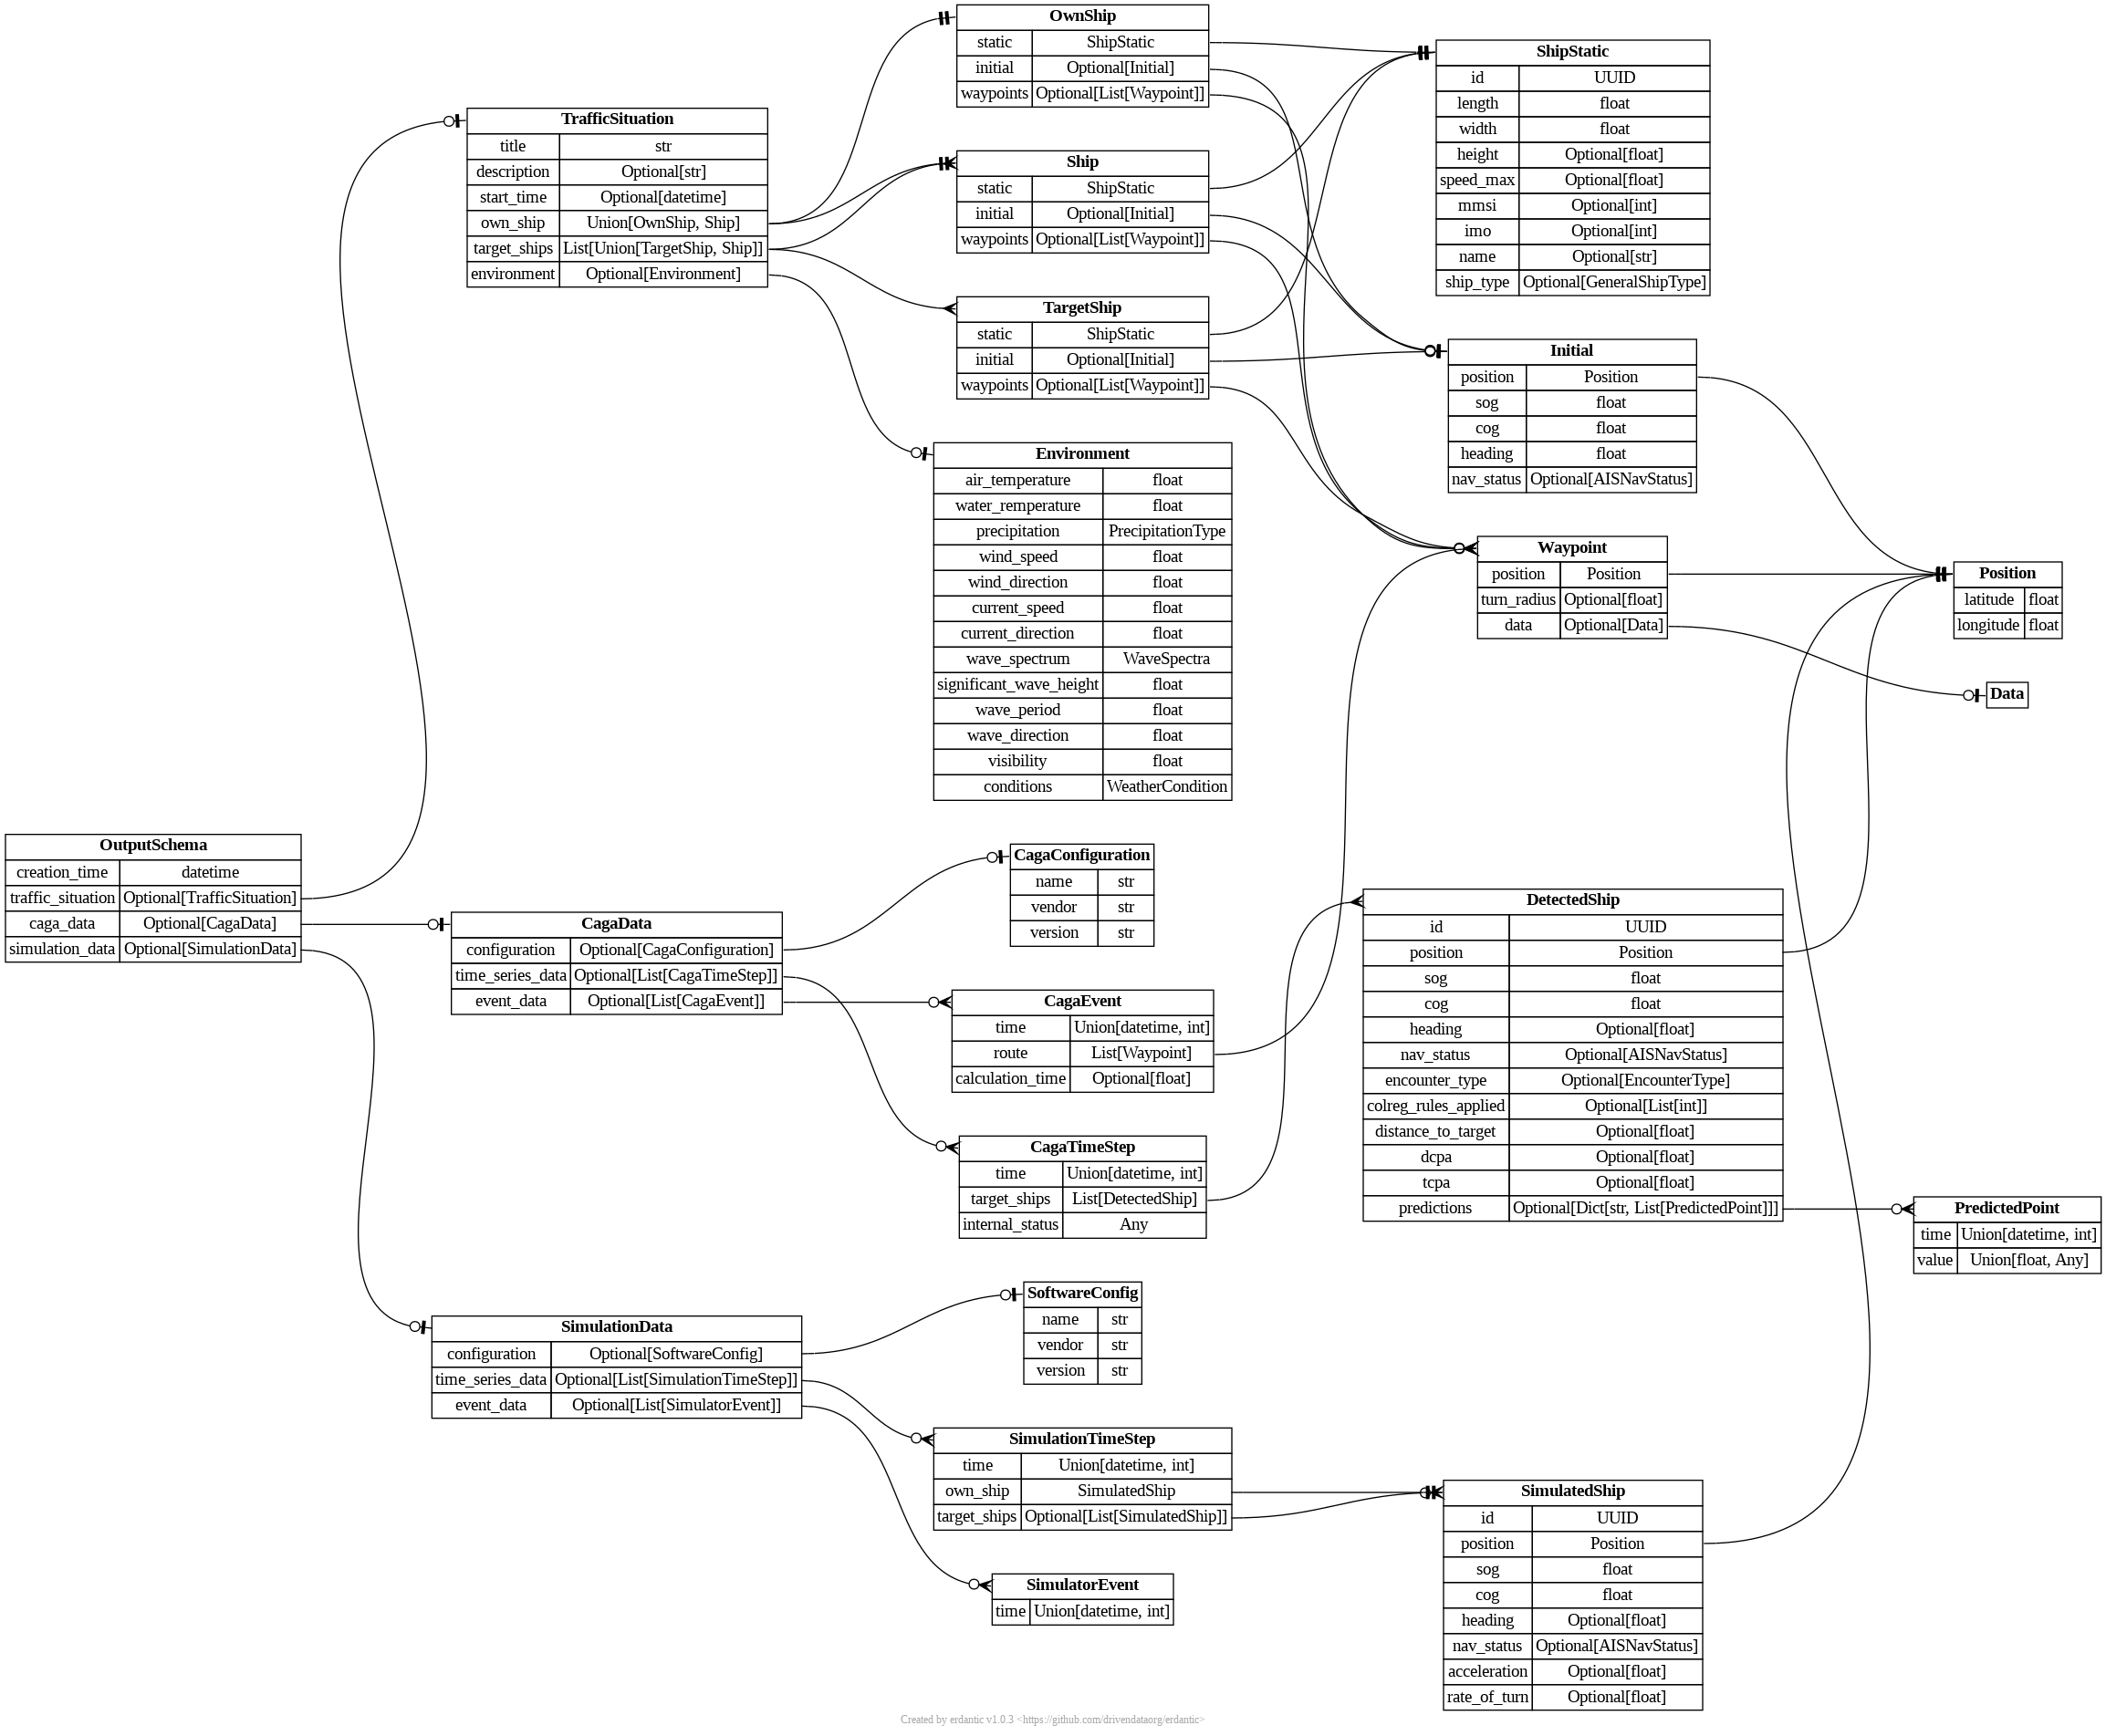 OwnShip
static ShipStatic
initial Optional[Initial]
waypoints Optional[List[Waypoint]]
ShipStatic
id UUID
length float
width float
height Optional[float]
speed_max Optional[float]
mmsi Optional[int]
imo Optional[int]
name Optional[str]
ship_type Optional[GeneralShipType]
TrafficSituation
title str
description Optional[str]
start_time Optional[datetime]
own_ship Union[OwnShip, Ship]
target_ships List[Union[TargetShip, Ship]]
environment Optional[Environment]
Ship
static ShipStatic
initial Optional[Initial]
waypoints Optional[List[Waypoint]]
TargetShip
static ShipStatic
initial Optional[Initial]
waypoints Optional[List[Waypoint]]
Initial
position Position
sog float
cog float
heading float
nav_status Optional[AISNavStatus]
Environment
air_temperature float
water_remperature float
precipitation PrecipitationType
wind_speed float
wind_direction float
current_speed float
current_direction float
wave_spectrum WaveSpectra
significant_wave_height float
wave_period float
wave_direction float
visibility float
conditions WeatherCondition
Waypoint
position Position
turn_radius Optional[float]
data Optional[Data]
Position
latitude float
longitude float
Data
OutputSchema
creation_time datetime
traffic_situation Optional[TrafficSituation]
caga_data Optional[CagaData]
simulation_data Optional[SimulationData]
CagaConfiguration
name str
vendor str
version str
CagaData
configuration Optional[CagaConfiguration]
time_series_data Optional[List[CagaTimeStep]]
event_data Optional[List[CagaEvent]]
DetectedShip
id UUID
position Position
sog float
cog float
heading Optional[float]
nav_status Optional[AISNavStatus]
encounter_type Optional[EncounterType]
colreg_rules_applied Optional[List[int]]
distance_to_target Optional[float]
dcpa Optional[float]
tcpa Optional[float]
predictions Optional[Dict[str, List[PredictedPoint]]]
CagaEvent
time Union[datetime, int]
route List[Waypoint]
calculation_time Optional[float]
CagaTimeStep
time Union[datetime, int]
target_ships List[DetectedShip]
internal_status Any
PredictedPoint
time Union[datetime, int]
value Union[float, Any]
SoftwareConfig
name str
vendor str
version str
SimulationData
configuration Optional[SoftwareConfig]
time_series_data Optional[List[SimulationTimeStep]]
event_data Optional[List[SimulatorEvent]]
SimulationTimeStep
time Union[datetime, int]
own_ship SimulatedShip
target_ships Optional[List[SimulatedShip]]
SimulatedShip
id UUID
position Position
sog float
cog float
heading Optional[float]
nav_status Optional[AISNavStatus]
acceleration Optional[float]
rate_of_turn Optional[float]
SimulatorEvent
time Union[datetime, int]
Created by erdantic v1.0.3 <https://github.com/drivendataorg/erdantic>